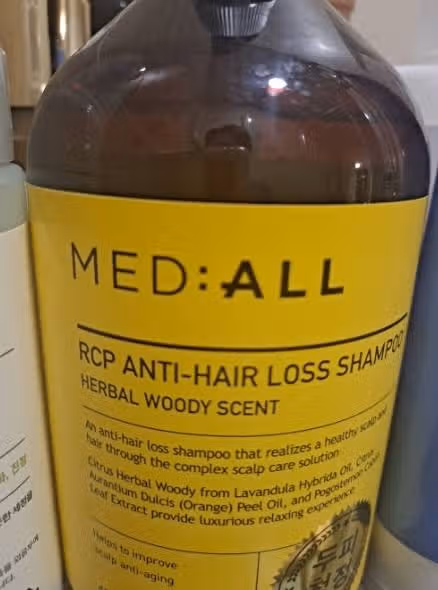 MED:ALL
RCP ANTI-HAIR LOSS SHAMPOO
HERBAL WOODY SCENT
An anti-hair loss shampoo that realizes a healthy scalp and
hair through the complex scalp care solution
Citrus Herbal Woody from Lavandula Hybrida Oil, Citrus
Aurantium Dulcis (Orange) Peel Oil, and Pogostemon Cablin
Leaf Extract provide luxurious relaxing experience
Helps to improve
scalp anti-aging
두피